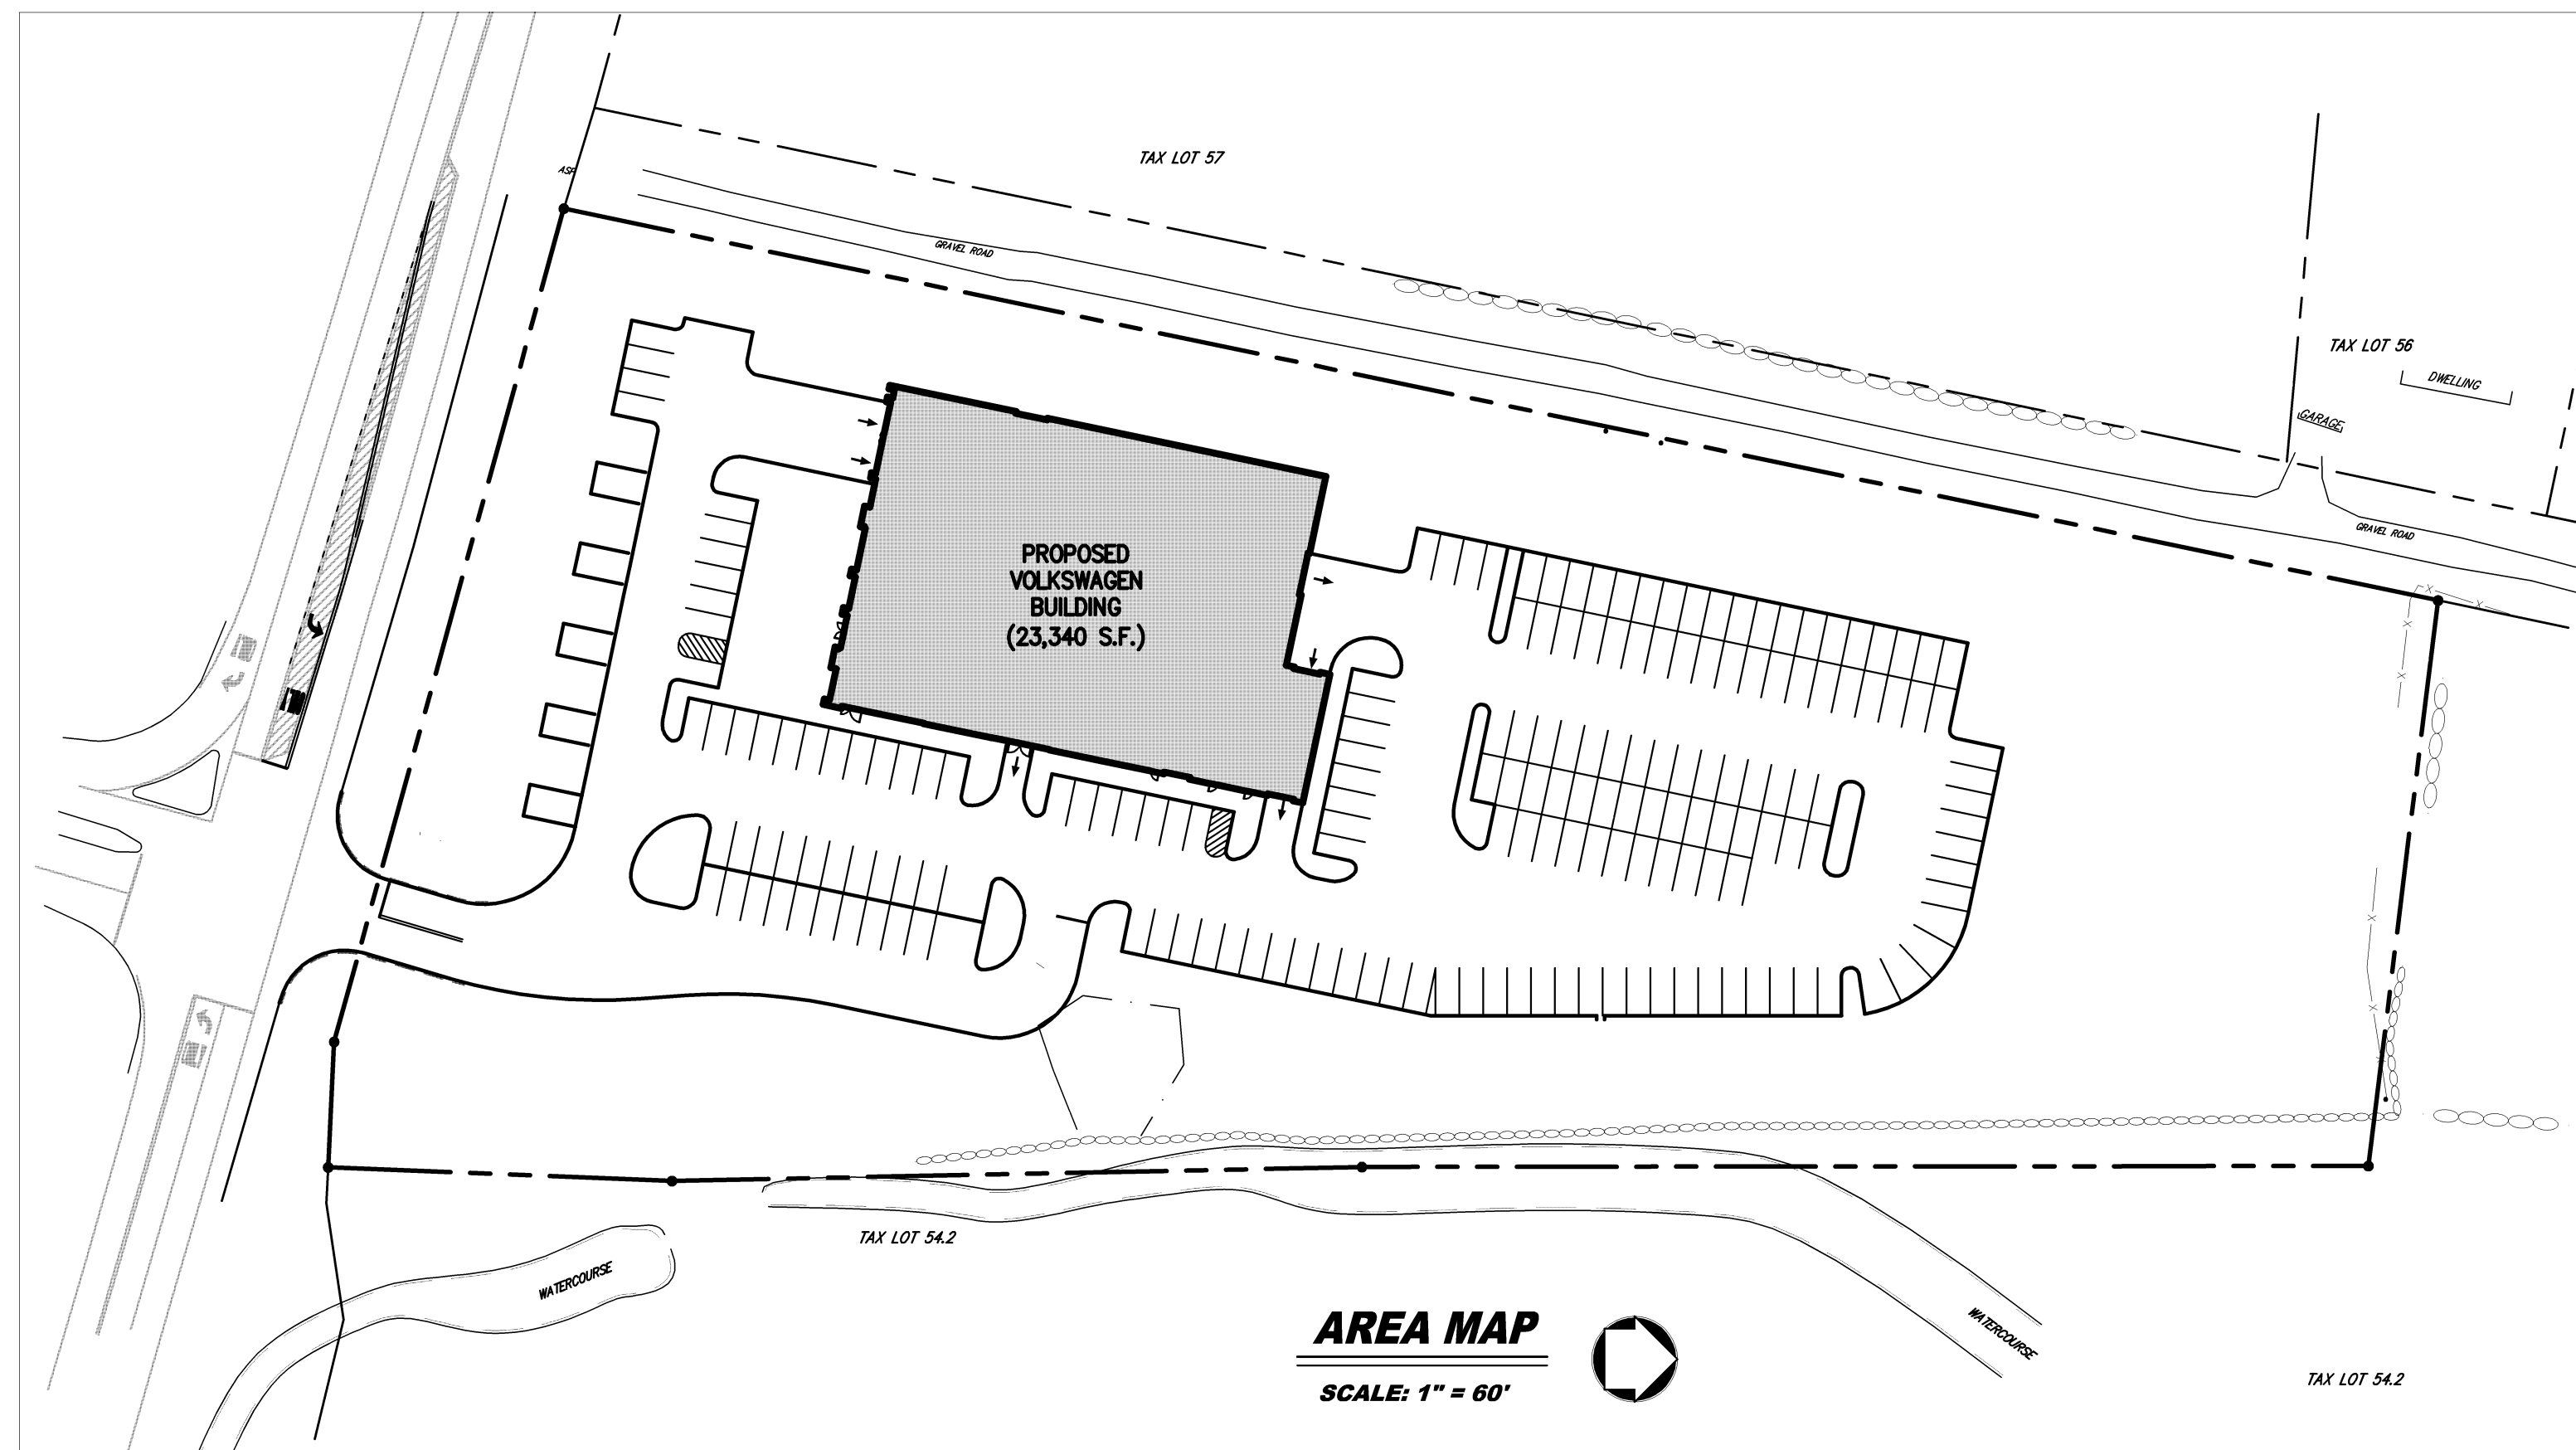 TAX LOT 57
ASP
GRAVEL ROAD
TAX LOT 56
DWELLING
GARAGE
GRAVEL ROAD
PROPOSED
VOLKSWAGEN
BUILDING
(23,340 S.F.)
TAX LOT 54.2
WATERCOURSE
WATERCOURSE
AREA MAP
SCALE: 1" = 60'
TAX LOT 54.2